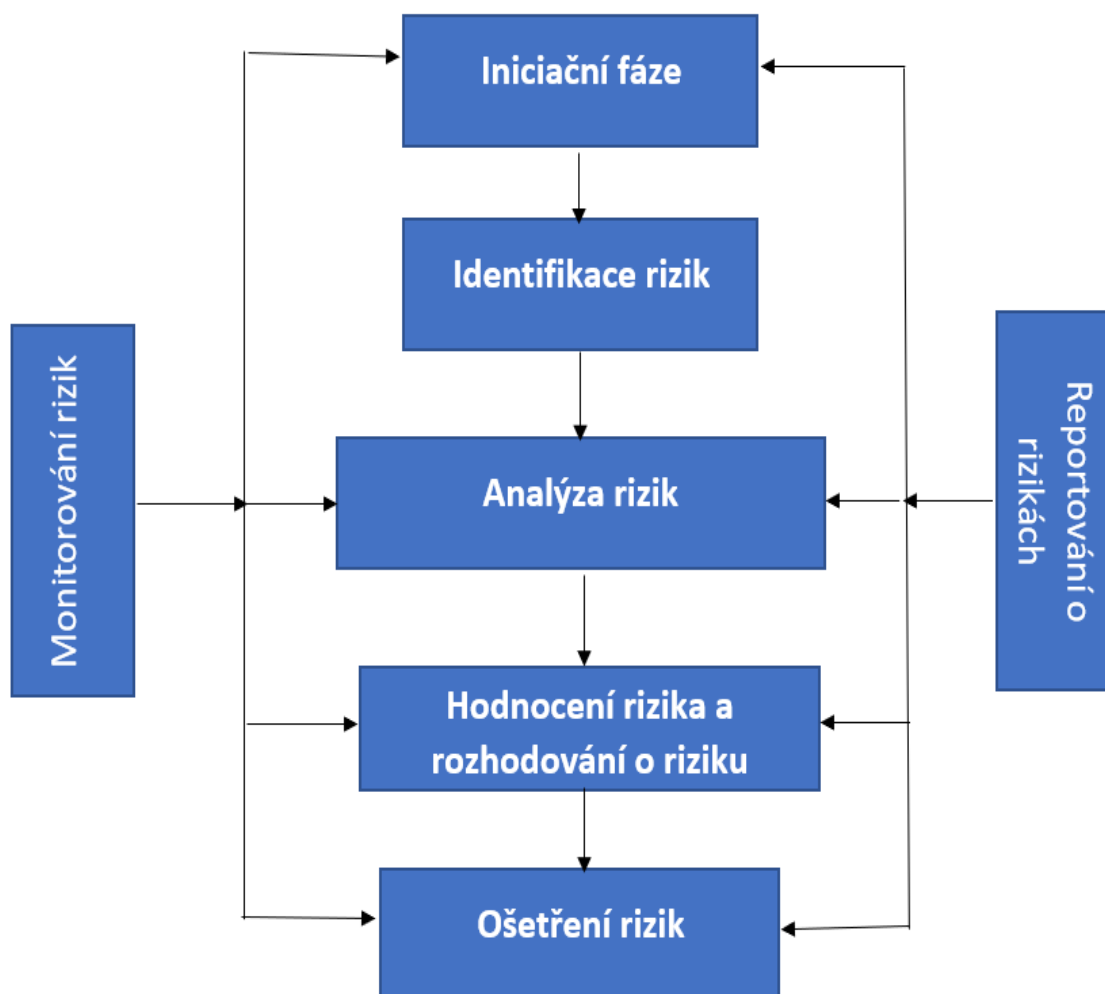 Iniciační fáze
Identifikace rizik
Monitorování rizik
Analýza rizik
Reportování o
rizikách
Hodnocení rizika a
rozhodování o riziku
Ošetření rizik